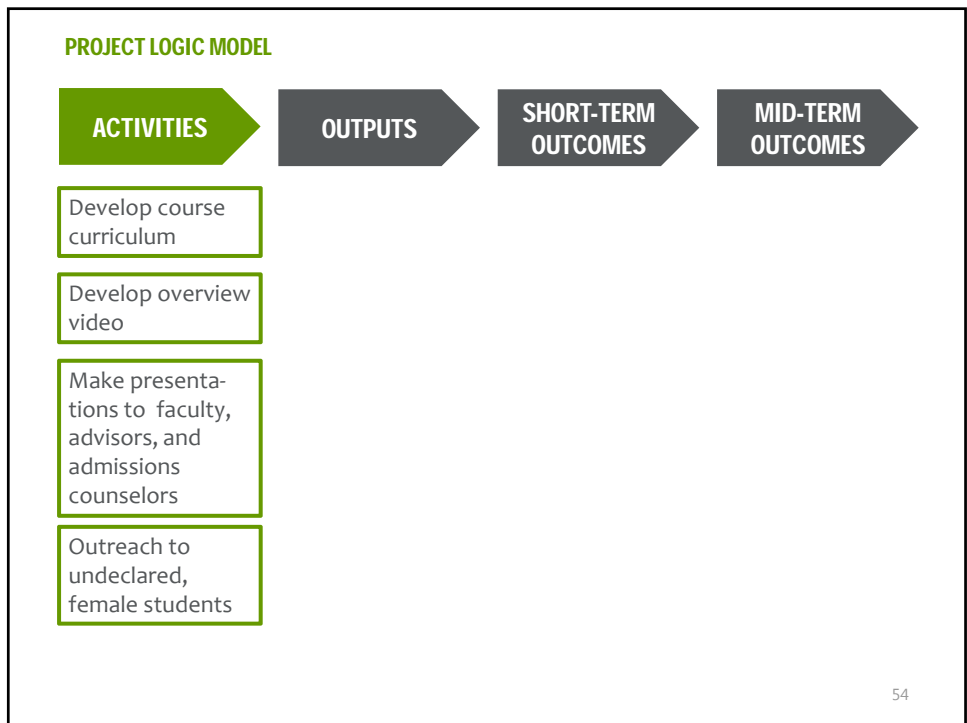 PROJECT LOGIC MODEL
ACTIVITIES
OUTPUTS
SHORT-TERM
OUTCOMES
MID-TERM
OUTCOMES
Develop course
curriculum
Develop overview
video
Make presenta-
tions to faculty,
advisors, and
admissions
counselors
Outreach to
undeclared,
female students
54